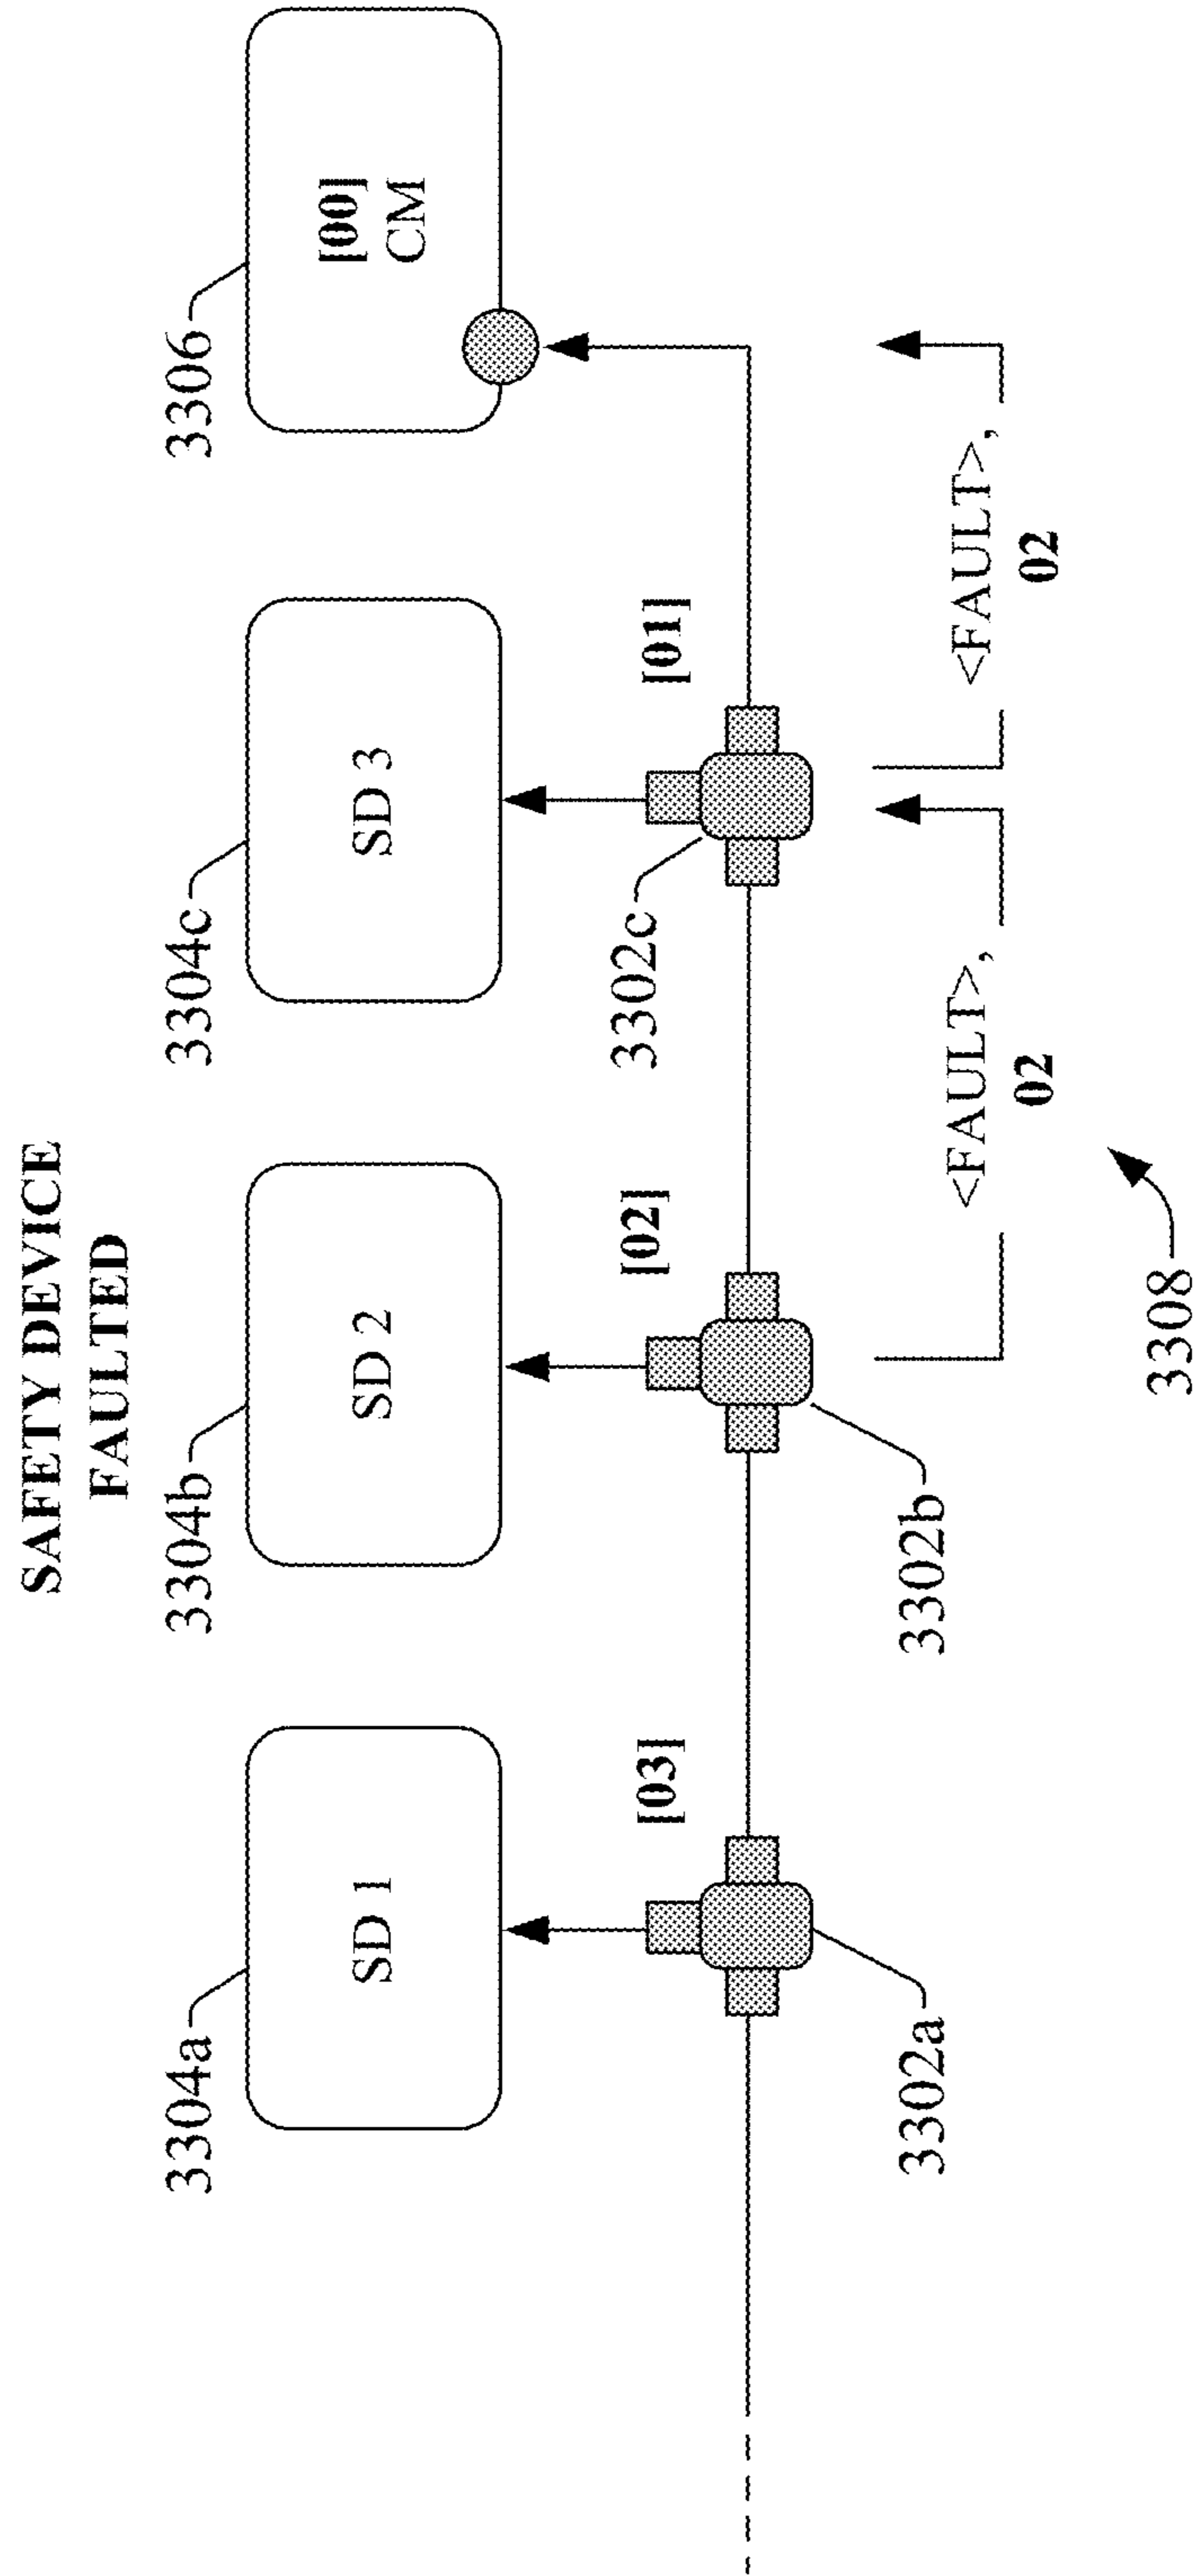 SAFETY DEVICE
FAULTED
3304a
3304b
3304c
3306
SD 1
SD 2
SD 3
[00]
CM
[03]
[02]
[01]
3302a
3302b
3302c
<FAULT>,
02
<FAULT>,
02
3308